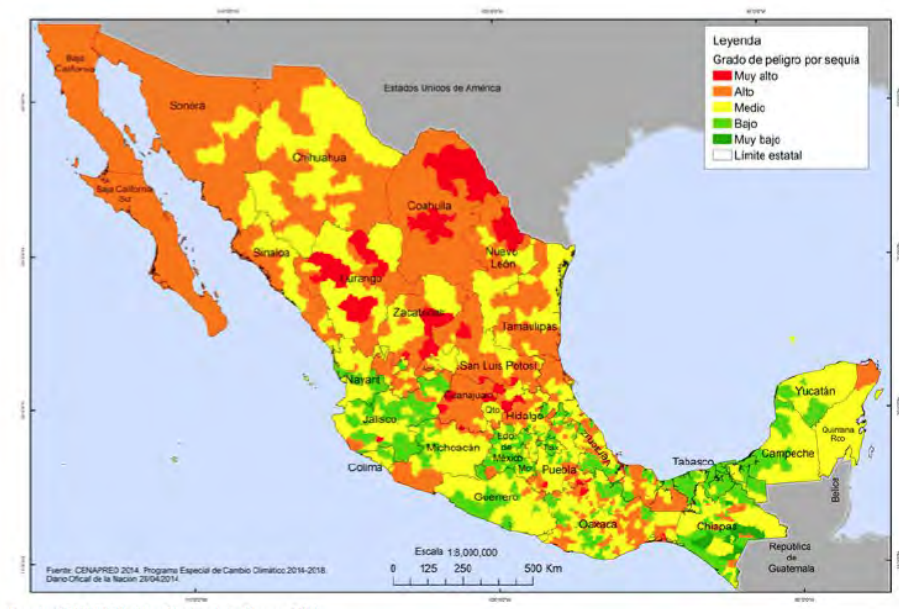 Leyenda
Grado de peligro por sequía
Muy alto
Alto
Medio
Bajo
Muy bajo
Límite estatal
Estados Unidos de América
Baja
California
Sonora
Chihuahua
Baja California
Sur
Coahuila
Sinaloa
Durango
Nuevo
León
Zacatecas
Tamaulipas
San Luis Potosí
Nayarit
Guanajuato
Qto
Hidalgo
Jalisco
Yucatán
Quintana
Roo
Michoacán
Edo.
de
México
Tlax
Veracruz
Colima
Mor
Puebla
Tabasco
Campeche
Belice
Guerrero
Oaxaca
Chiapas
República
de
Guatemala
Escala 1:8,000,000
0 125 250 500 Km
Fuente: CENAPRED 2014. Programa Especial de Cambio Climático 2014-2018.
Diario Oficial de la Nación 28/04/2014.